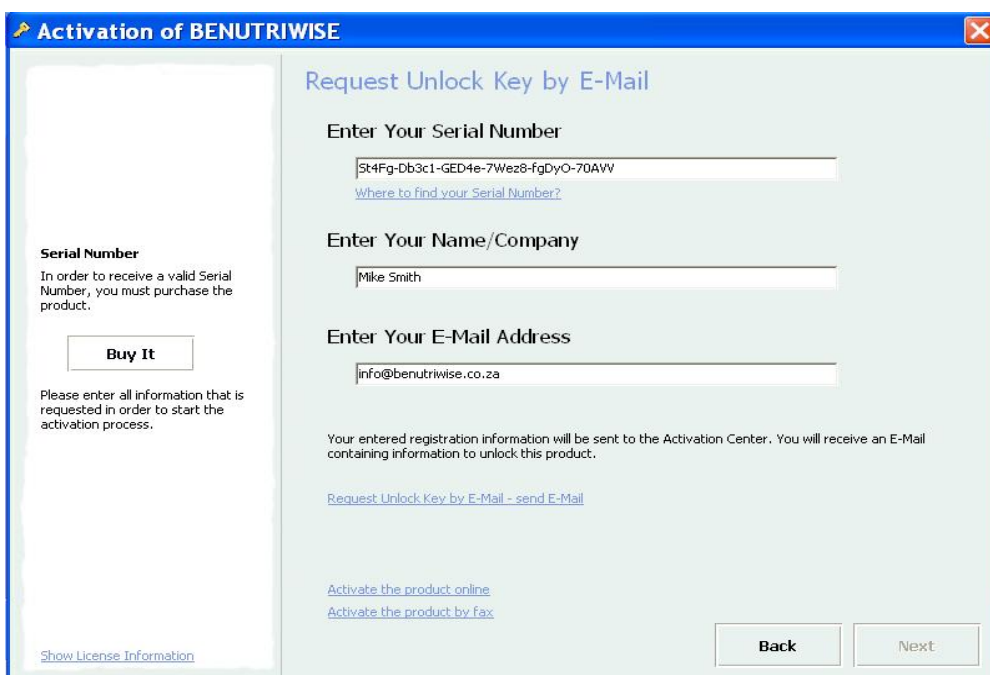 Activation of BENUTRIWISE
Serial Number
In order to receive a valid Serial
Number, you must purchase the
product.
Buy It
Please enter all information that is
requested in order to start the
activation process.
Show License Information
Request Unlock Key by E-Mail
Enter Your Serial Number
St4Fg-Db3c1-GED4e-7Wez8-fgDyO-70AVV
Where to find your Serial Number?
Enter Your Name/Company
Mike Smith
Enter Your E-Mail Address
info@benutriwise.co.za
Your entered registration information will be sent to the Activation Center. You will receive an E-Mail
containing information to unlock this product.
Request Unlock Key by E-Mail - send E-Mail
Activate the product online
Activate the product by fax
Back
Next